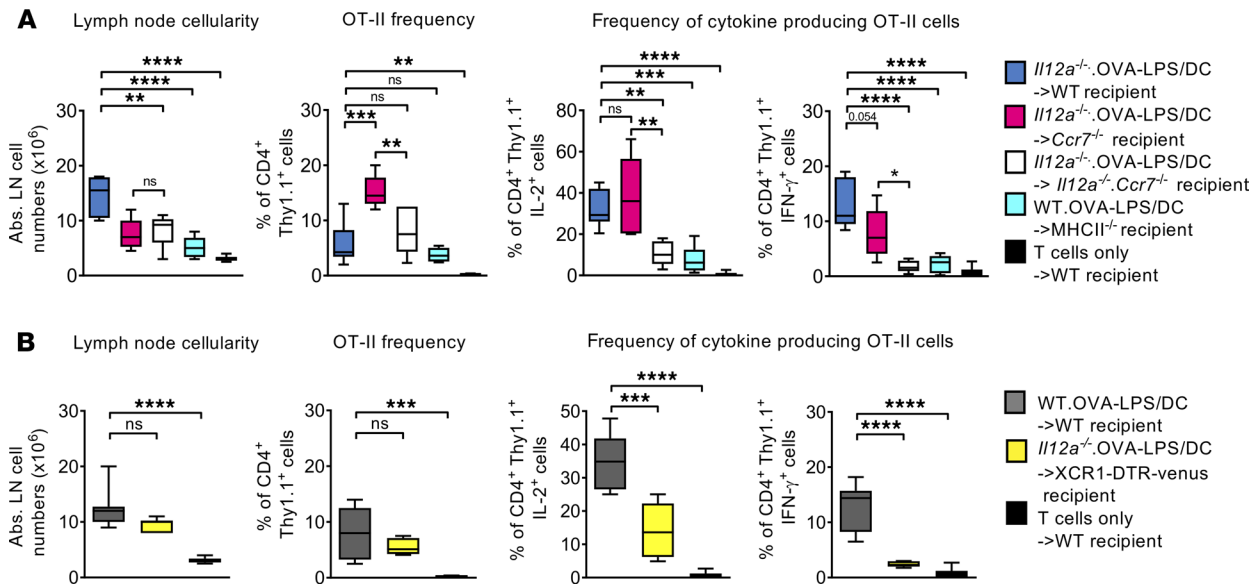 A
Lymph node cellularity
OT-II frequency
Frequency of cytokine producing OT-II cells
Abs. LN cell
numbers (x10⁶)
30
20
10
0
****
****
**
ns
% of CD4⁺
Thy1.1⁺ cells
30
20
10
0
**
ns
ns
***
**
% of CD4⁺ Thy1.1⁺
IL-2⁺ cells
80
60
40
20
0
****
***
**
ns
**
% of CD4⁺ Thy1.1⁺
IFN-γ⁺ cells
30
20
10
0
****
****
****
0.054
*
Il12a⁻/⁻.OVA-LPS/DC
->WT recipient
Il12a⁻/⁻.OVA-LPS/DC
->Ccr7⁻/⁻ recipient
Il12a⁻/⁻.OVA-LPS/DC
-> Il12a⁻/⁻.Ccr7⁻/⁻ recipient
WT.OVA-LPS/DC
->MHCII⁻/⁻ recipient
T cells only
->WT recipient
B
Lymph node cellularity
OT-II frequency
Frequency of cytokine producing OT-II cells
Abs. LN cell
numbers (x10⁶)
30
20
10
0
****
ns
% of CD4⁺
Thy1.1⁺ cells
30
20
10
0
***
ns
% of CD4⁺ Thy1.1⁺
IL-2⁺ cells
50
40
30
20
10
0
****
***
% of CD4⁺ Thy1.1⁺
IFN-γ⁺ cells
30
20
10
0
****
****
WT.OVA-LPS/DC
->WT recipient
Il12a⁻/⁻.OVA-LPS/DC
->XCR1-DTR-venus
recipient
T cells only
->WT recipient